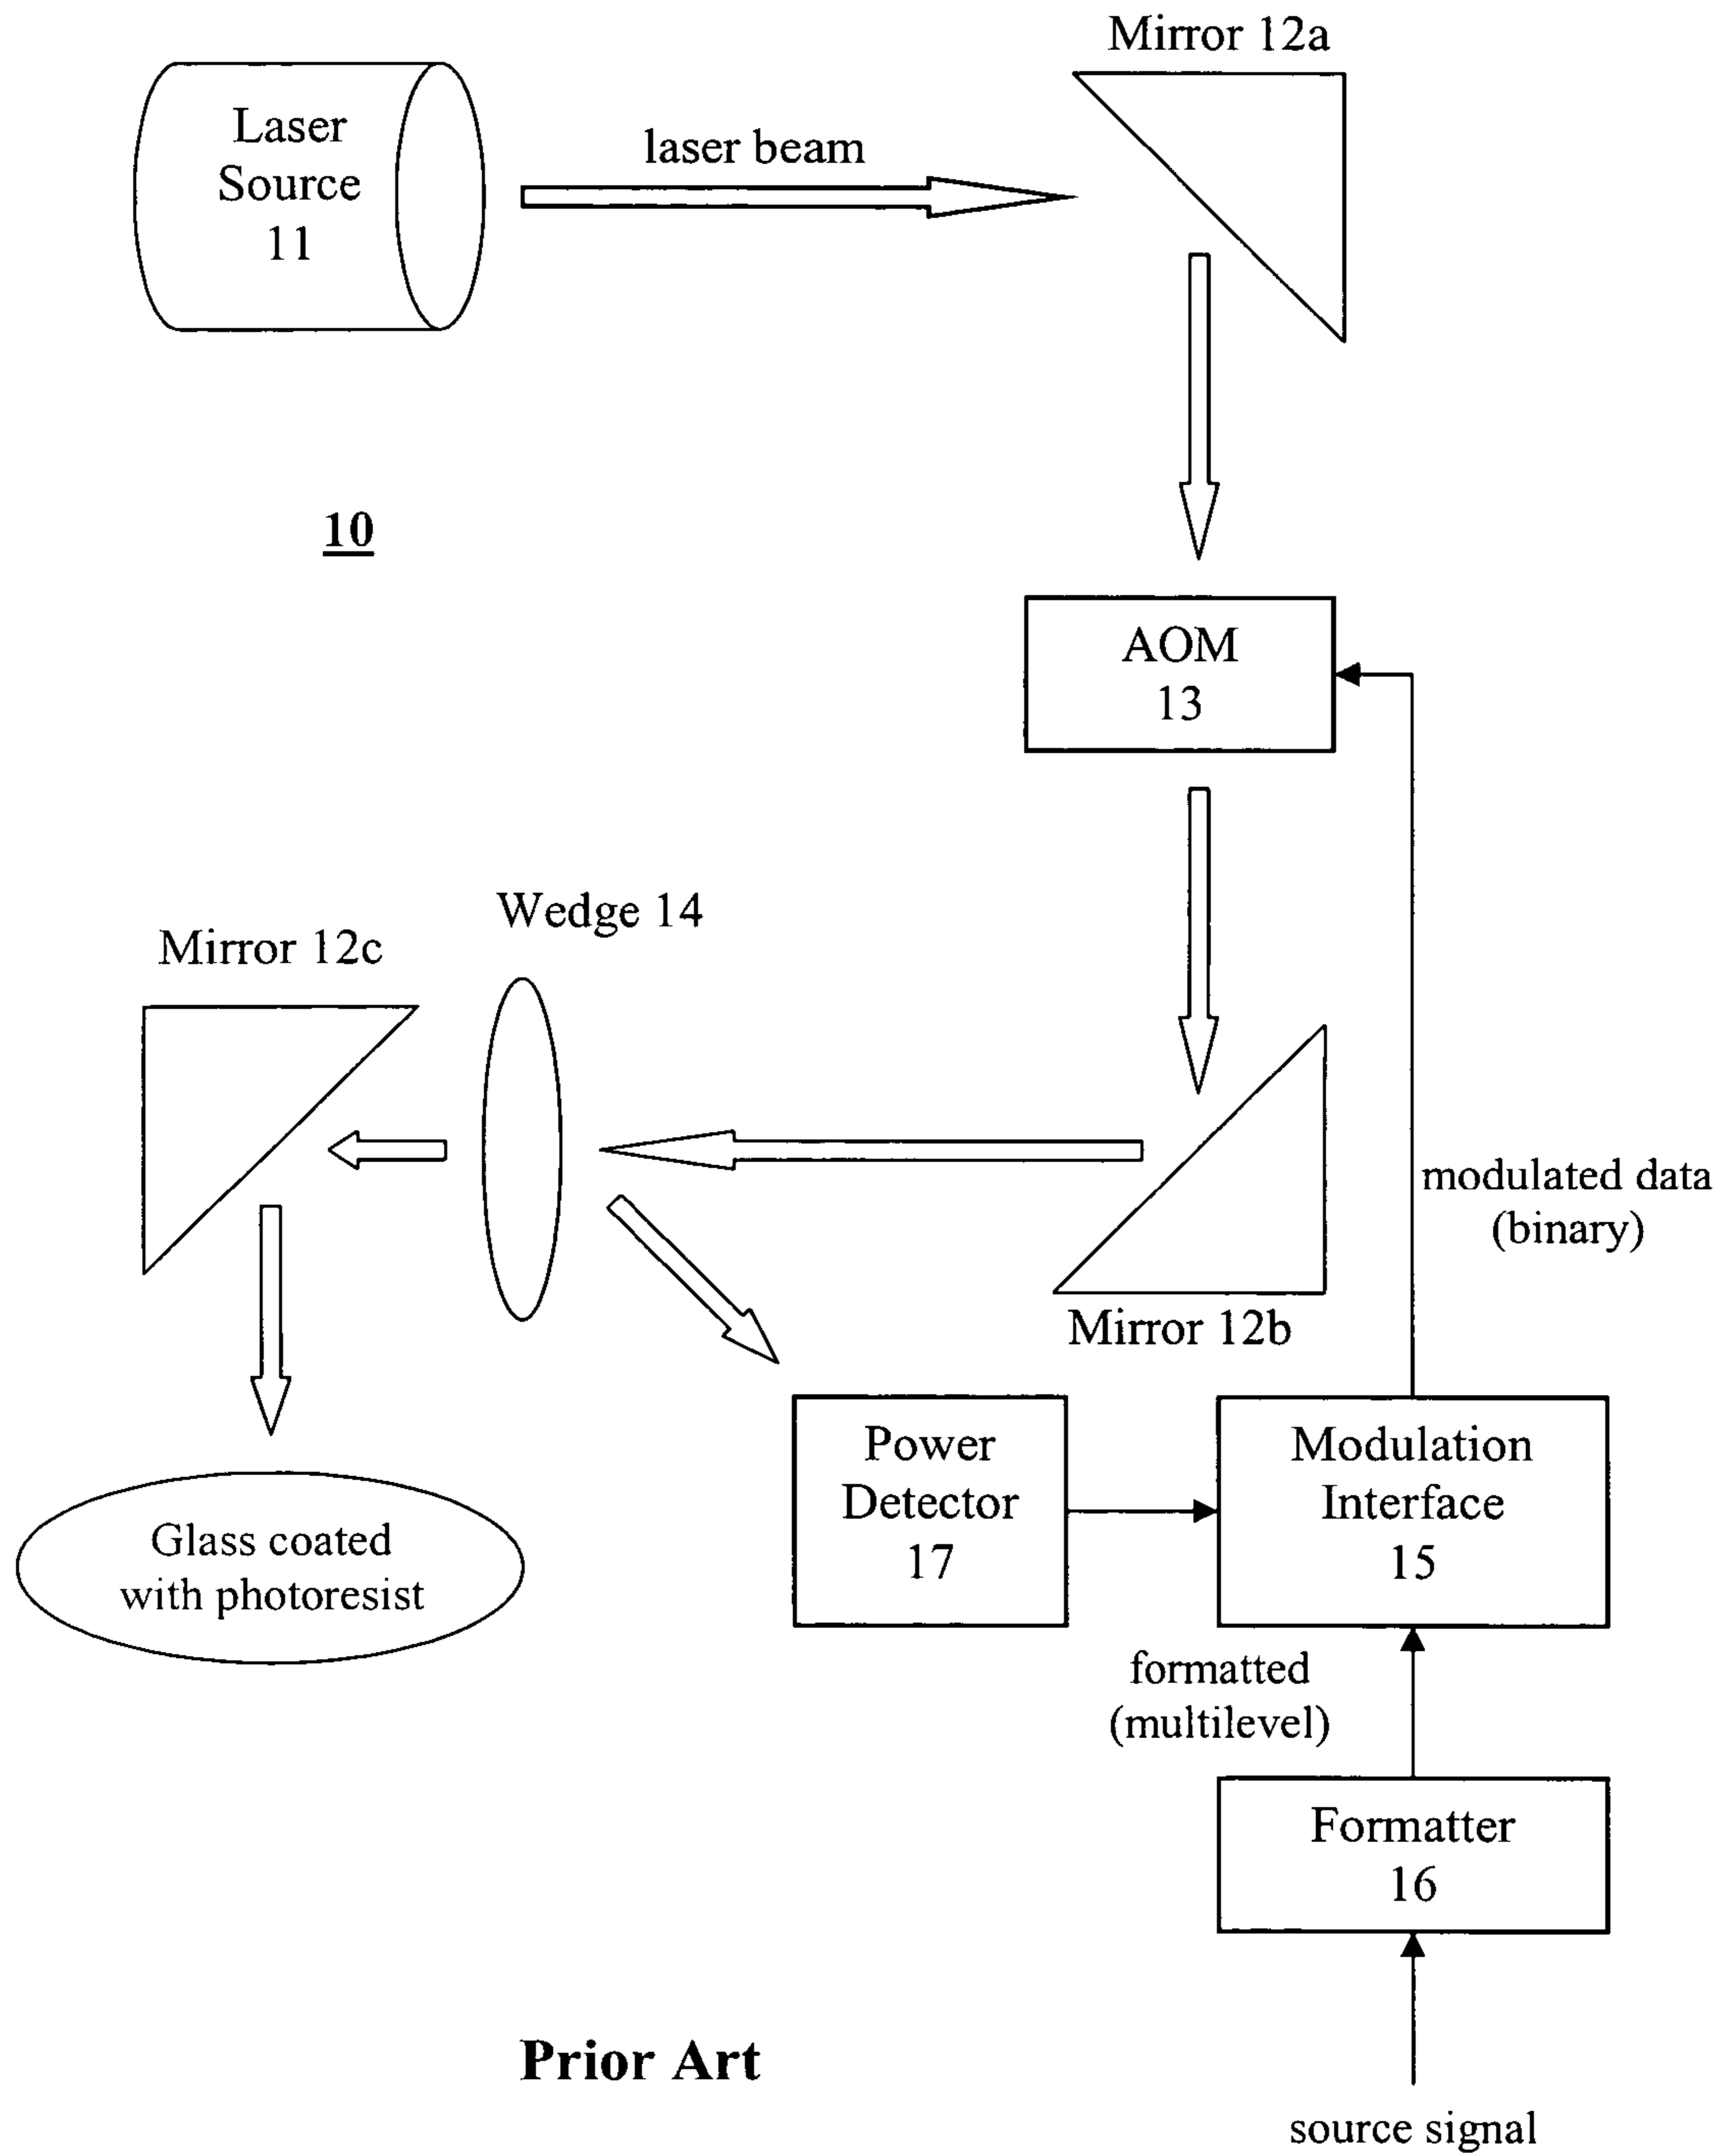 Mirror 12a
Laser
Source
11
laser beam
10
AOM
13
Wedge 14
Mirror 12c
modulated data
(binary)
Mirror 12b
Power
Detector
17
Modulation
Interface
15
Glass coated
with photoresist
formatted
(multilevel)
Formatter
16
Prior Art
source signal